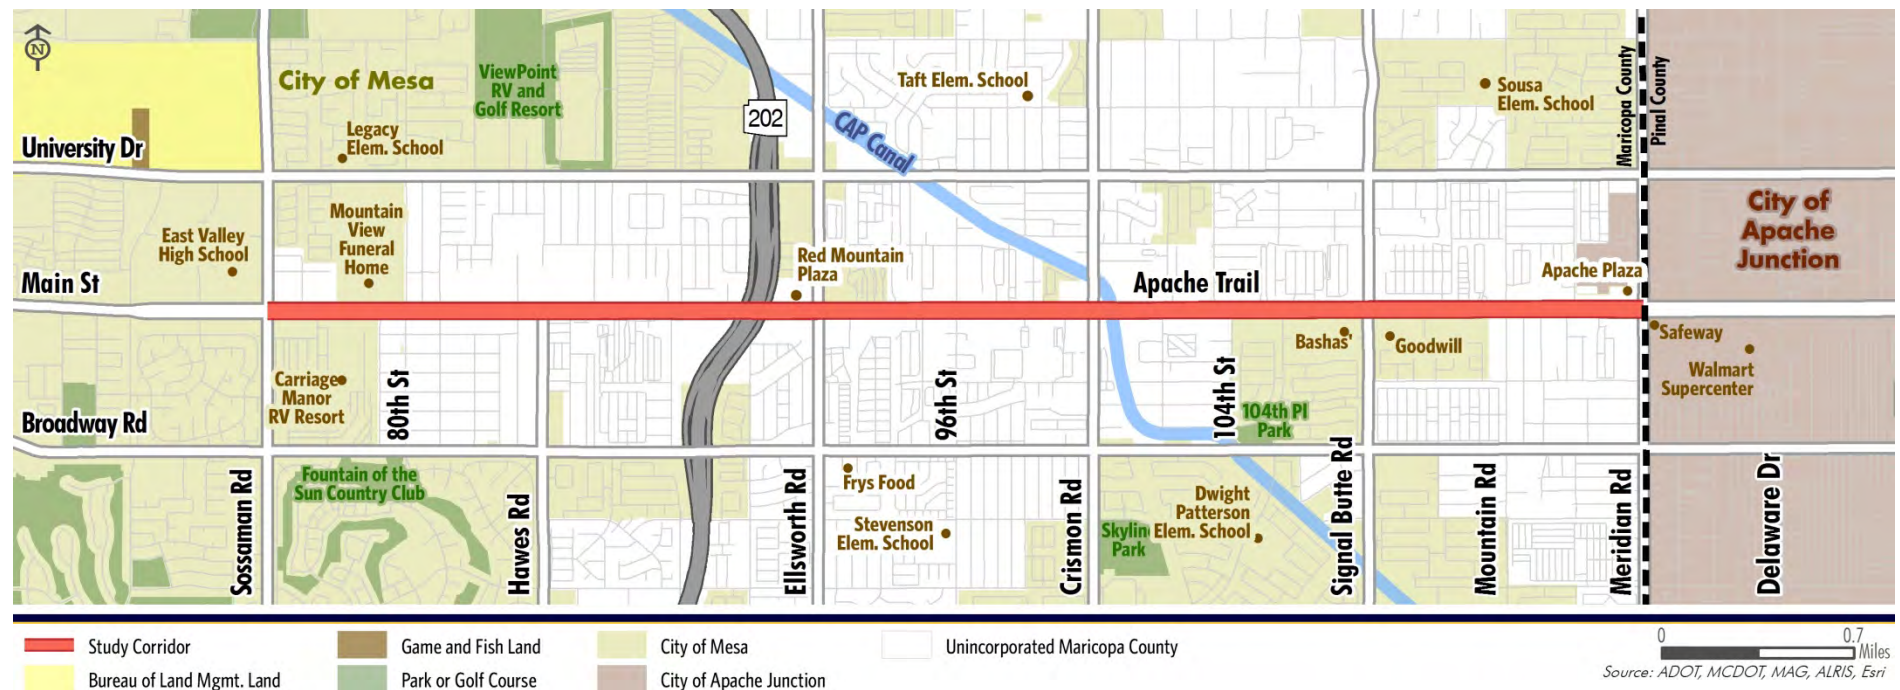 N
City of Mesa
ViewPoint
RV and
Golf Resort
202
CAP Canal
Taft Elem. School
Sousa
Elem. School
Maricopa County
Pinal County
University Dr
Legacy
Elem. School
East Valley
High School
Mountain
View
Funeral
Home
Red Mountain
Plaza
Main St
Apache Trail
Apache Plaza
City of
Apache
Junction
Carriage
Manor
RV Resort
80th St
96th St
104th St
Bashas'
Goodwill
Safeway
Walmart
Supercenter
Broadway Rd
104th Pl
Park
Fountain of the
Sun Country Club
Frys Food
Stevenson
Elem. School
Skylin
Park
Dwight
Patterson
Elem. School
Sossaman Rd
Hawes Rd
Ellsworth Rd
Crismon Rd
Signal Butte Rd
Mountain Rd
Meridian Rd
Delaware Dr
Study Corridor
Game and Fish Land
City of Mesa
Unincorporated Maricopa County
Bureau of Land Mgmt. Land
Park or Golf Course
City of Apache Junction
0 0.7
Miles
Source: ADOT, MCDOT, MAG, ALRIS, Esri